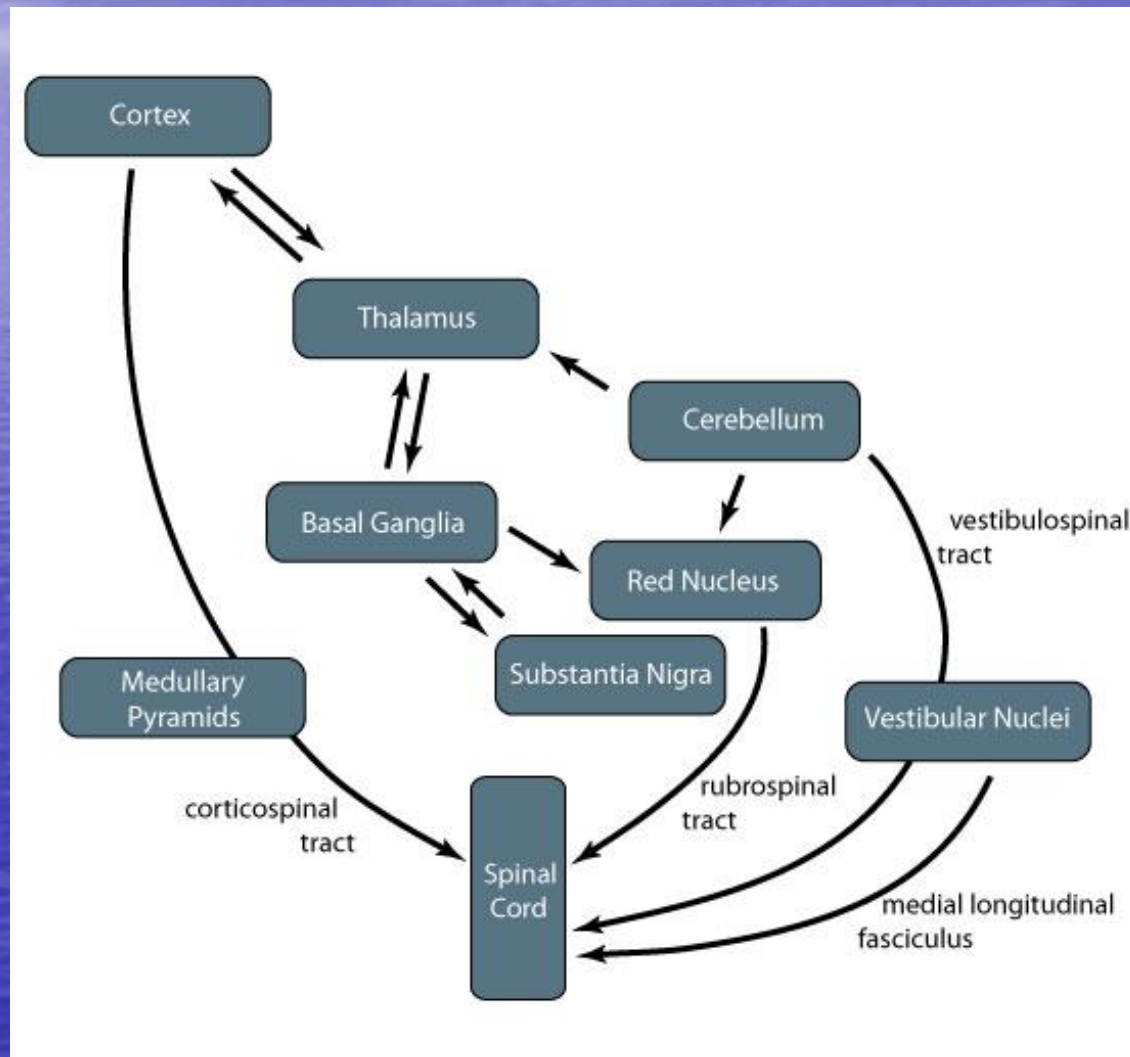 Cortex
Thalamus
Cerebellum
Basal Ganglia
vestibulospinal
tract
Red Nucleus
Substantia Nigra
Medullary
Pyramids
Vestibular Nuclei
corticospinal
tract
rubrospinal
tract
Spinal
Cord
medial longitudinal
fasciculus